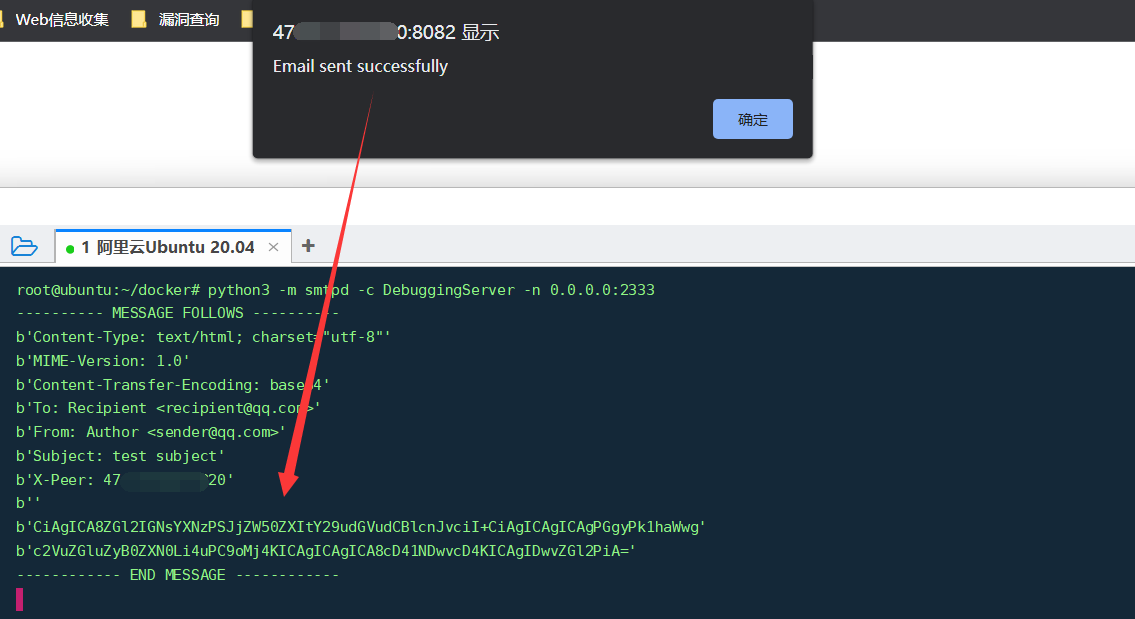 Web信息收集
漏洞查询
47 0:8082 显示
Email sent successfully
确定
1 阿里云Ubuntu 20.04 × +
root@ubuntu:~/docker# python3 -m smtpd -c DebuggingServer -n 0.0.0.0:2333
---------- MESSAGE FOLLOWS ----------
b'Content-Type: text/html; charset="utf-8"'
b'MIME-Version: 1.0'
b'Content-Transfer-Encoding: base64'
b'To: Recipient <recipient@qq.com>'
b'From: Author <sender@qq.com>'
b'Subject: test subject'
b'X-Peer: 47 20'
b''
b'CiAgICA8ZGl2IGNsYXNzPSJjZW50ZXItY29udGVudCBlcnJvciI+CiAgICAgICAgPGgyPk1haWwg'
b'c2VuZGluZyB0ZXN0Li4uPC9oMj4KICAgICAgICA8cD41NDwvcD4KICAgIDwvZGl2PiA='
------------ END MESSAGE ------------